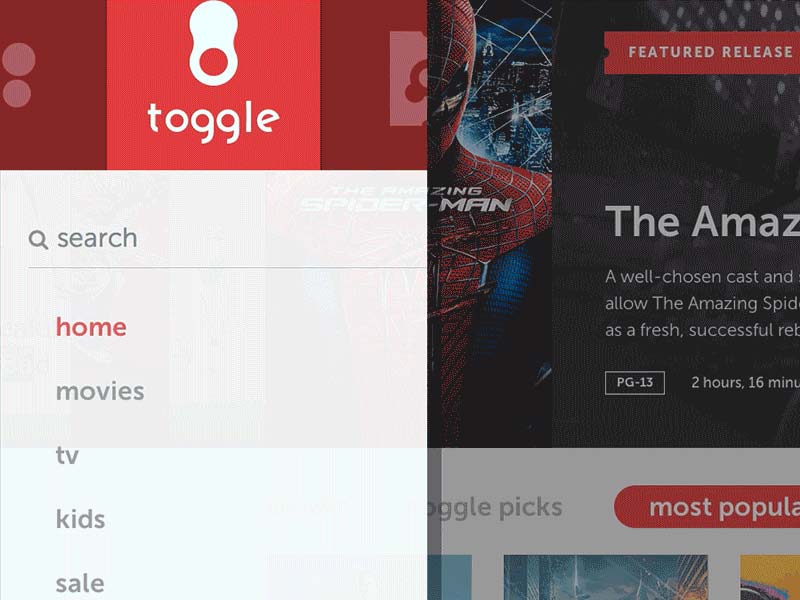 toggle
search
home
movies
tv
kids
sale
THE AMAZING
SPIDER-MAN
FEATURED RELEASE
The Amaz
A well-chosen cast and s
allow The Amazing Spide
as a fresh, successful reb
PG-13
2 hours, 16 minu
oggle picks
most popula